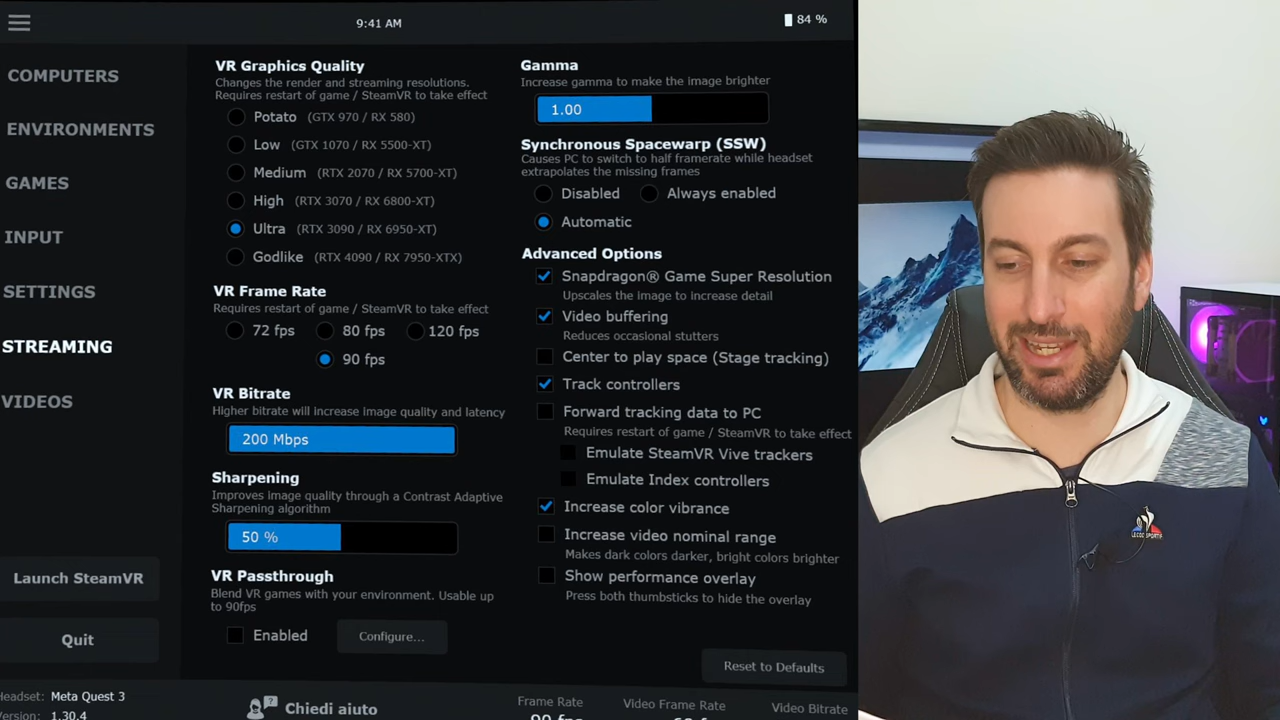 9:41 AM
84 %
COMPUTERS
ENVIRONMENTS
GAMES
INPUT
SETTINGS
STREAMING
VIDEOS
Launch SteamVR
Quit
VR Graphics Quality
Changes the render and streaming resolutions.
Requires restart of game / SteamVR to take effect
Potato (GTX 970 / RX 580)
Low (GTX 1070 / RX 5500-XT)
Medium (RTX 2070 / RX 5700-XT)
High (RTX 3070 / RX 6800-XT)
Ultra (RTX 3090 / RX 6950-XT)
Godlike (RTX 4090 / RX 7950-XTX)
VR Frame Rate
Requires restart of game / SteamVR to take effect
72 fps 80 fps 120 fps
90 fps
VR Bitrate
Higher bitrate will increase image quality and latency
200 Mbps
Sharpening
Improves image quality through a Contrast Adaptive
Sharpening algorithm
50 %
VR Passthrough
Blend VR games with your environment. Usable up
to 90fps
Enabled Configure...
Gamma
Increase gamma to make the image brighter
1.00
Synchronous Spacewarp (SSW)
Causes PC to switch to half framerate while headset
extrapolates the missing frames
Disabled Always enabled
Automatic
Advanced Options
Snapdragon® Game Super Resolution
Upscales the image to increase detail
Video buffering
Reduces occasional stutters
Center to play space (Stage tracking)
Track controllers
Forward tracking data to PC
Requires restart of game / SteamVR to take effect
Emulate SteamVR Vive trackers
Emulate Index controllers
Increase color vibrance
Increase video nominal range
Makes dark colors darker, bright colors brighter
Show performance overlay
Press both thumbsticks to hide the overlay
Reset to Defaults
Headset: Meta Quest 3
Version: 1.30.4
Chiedi aiuto
Frame Rate
90 fps
Video Frame Rate
Video Bitrate
LECOQ SPORTIF